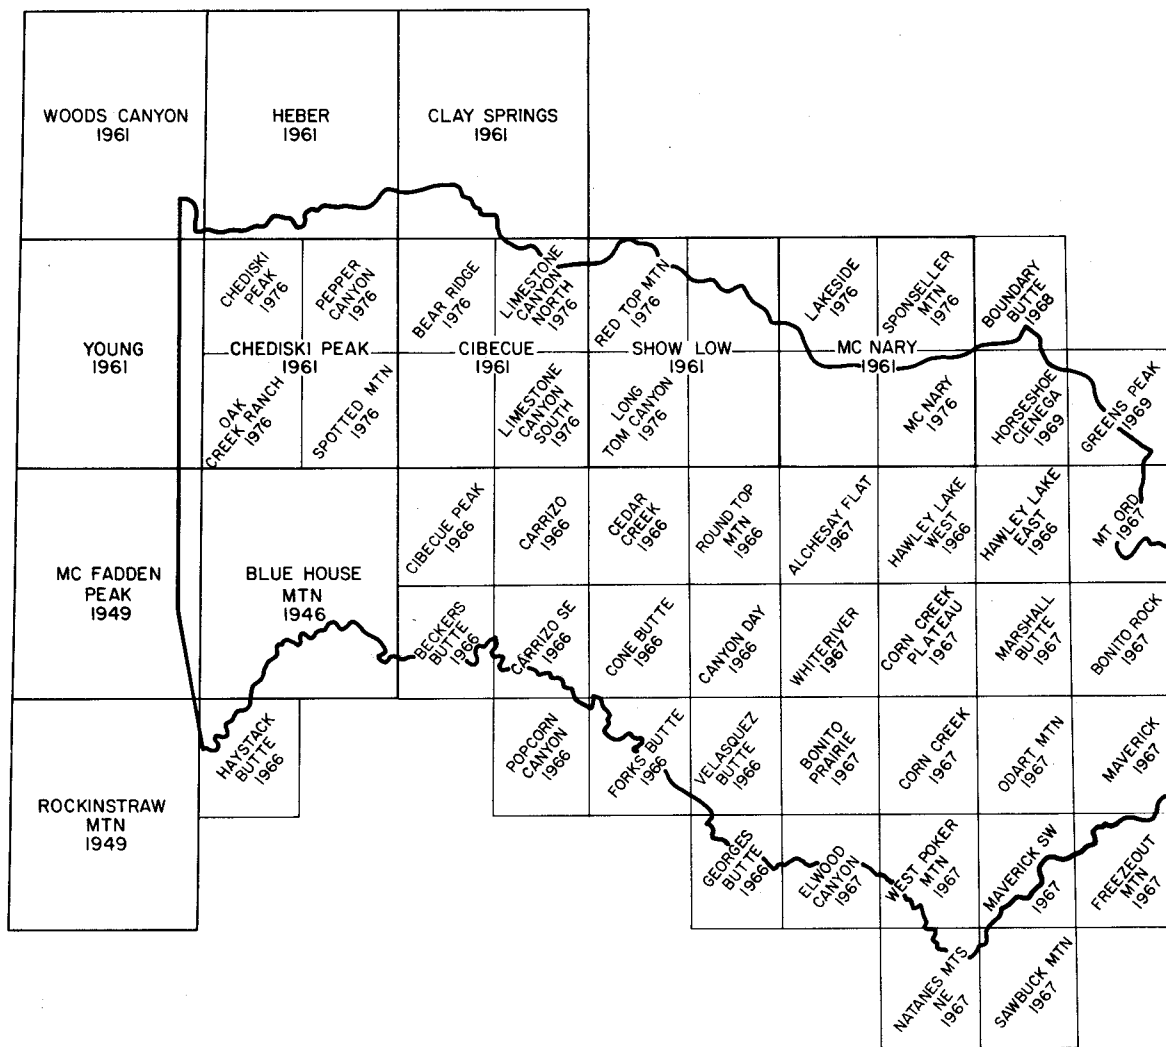 WOODS CANYON
1961
HEBER
1961
CLAY SPRINGS
1961
CHEDISKI
PEAK
1976
PEPPER
CANYON
1976
BEAR RIDGE
1976
LIMESTONE
CANYON
NORTH
1976
RED TOP MTN
1976
LAKESIDE
1976
SPONSELLER
MTN
1976
BOUNDARY
BUTTE
1968
YOUNG
1961
CHEDISKI PEAK
1961
CIBECUE
1961
SHOW LOW
1961
MC NARY
1961
OAK
CREEK RANCH
1976
SPOTTED MTN
1976
LIMESTONE
CANYON
SOUTH
1976
LONG
TOM CANYON
1976
MC NARY
1976
HORSESHOE
CIENEGA
1969
GREENS PEAK
1969
MC FADDEN
PEAK
1949
BLUE HOUSE
MTN
1946
CIBECUE PEAK
1966
CARRIZO
1966
CEDAR
CREEK
1966
ROUND TOP
MTN
1966
ALCHESAY FLAT
1967
HAWLEY LAKE
WEST
1966
HAWLEY LAKE
EAST
1966
MT. ORD
1967
BECKERS
BUTTE
1966
CARRIZO SE
1966
CONE BUTTE
1966
CANYON DAY
1966
WHITERIVER
1967
CORN CREEK
PLATEAU
1967
MARSHALL
BUTTE
1967
BONITO ROCK
1967
ROCKINSTRAW
MTN
1949
HAYSTACK
BUTTE
1966
POPCORN
CANYON
1966
FORKS BUTTE
1966
VELASQUEZ
BUTTE
1966
BONITO
PRAIRIE
1967
CORN CREEK
1967
ODART MTN
1967
MAVERICK
1967
GEORGES
BUTTE
1966
ELWOOD
CANYON
1967
WEST POKER
MTN
1967
MAVERICK SW
1967
FREEZEOUT
MTN
1967
NATANES MTS
NE
1967
SAWBUCK MTN
1967